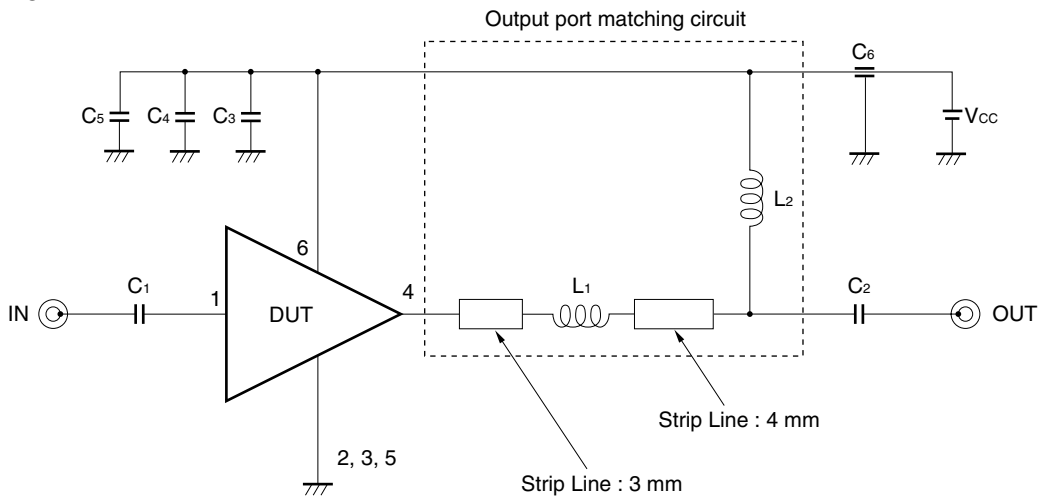 Output port matching circuit
C6
C5
C4
C3
VCC
L2
6
C1
1
DUT
4
L1
C2
IN
OUT
Strip Line : 4 mm
2, 3, 5
Strip Line : 3 mm